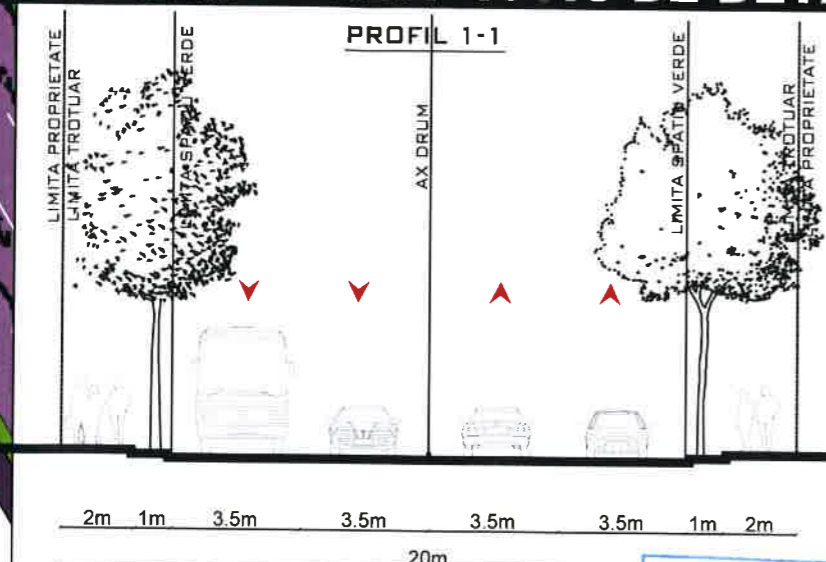 DE
PROFIL 1-1
LIMITA PROPRIETATE
LIMITA TROTUAR
LIMITA SPATIU VERDE
AX DRUM
LIMITA SPATIU VERDE
LIMITA TROTUAR
LIMITA PROPRIETATE
2m 1m 3.5m 3.5m 3.5m 3.5m 1m 2m
20m